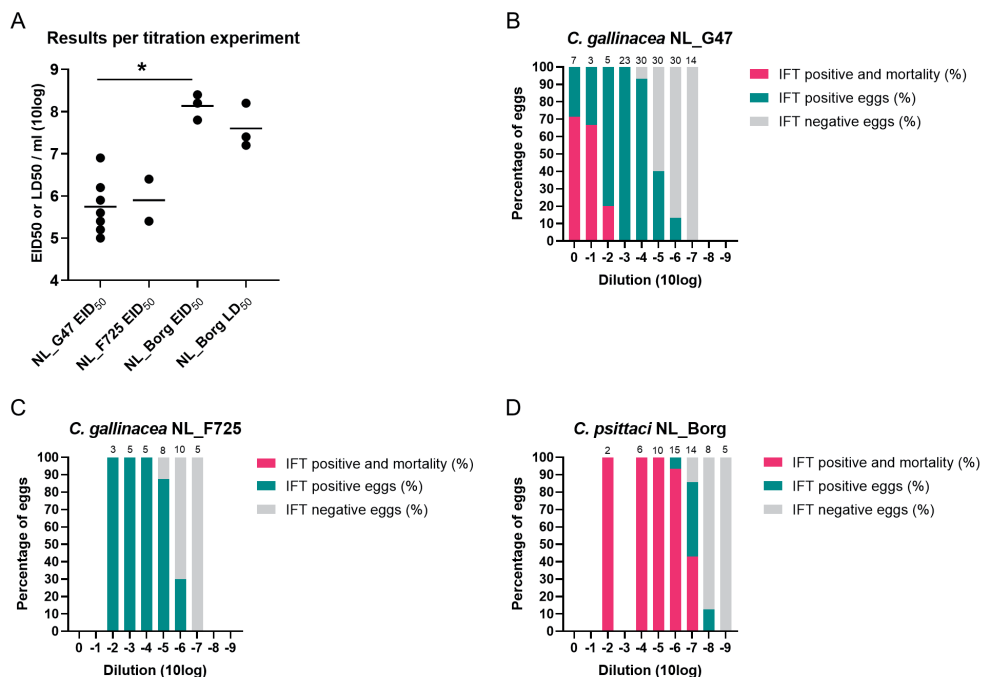 A
Results per titration experiment
*
EID50 or LD50 / ml (10log)
9
8
7
6
5
4
NL_G47 EID50
NL_F725 EID50
NL_Borg EID50
NL_Borg LD50
B
C. gallinacea NL_G47
7 3 5 23 30 30 30 14
Percentage of eggs
100
90
80
70
60
50
40
30
20
10
0
0 -1 -2 -3 -4 -5 -6 -7 -8 -9
Dilution (10log)
IFT positive and mortality (%)
IFT positive eggs (%)
IFT negative eggs (%)
C
C. gallinacea NL_F725
3 5 5 8 10 5
Percentage of eggs
100
90
80
70
60
50
40
30
20
10
0
0 -1 -2 -3 -4 -5 -6 -7 -8 -9
Dilution (10log)
IFT positive and mortality (%)
IFT positive eggs (%)
IFT negative eggs (%)
D
C. psittaci NL_Borg
2 6 10 15 14 8 5
Percentage of eggs
100
90
80
70
60
50
40
30
20
10
0
0 -1 -2 -3 -4 -5 -6 -7 -8 -9
Dilution (10log)
IFT positive and mortality (%)
IFT positive eggs (%)
IFT negative eggs (%)